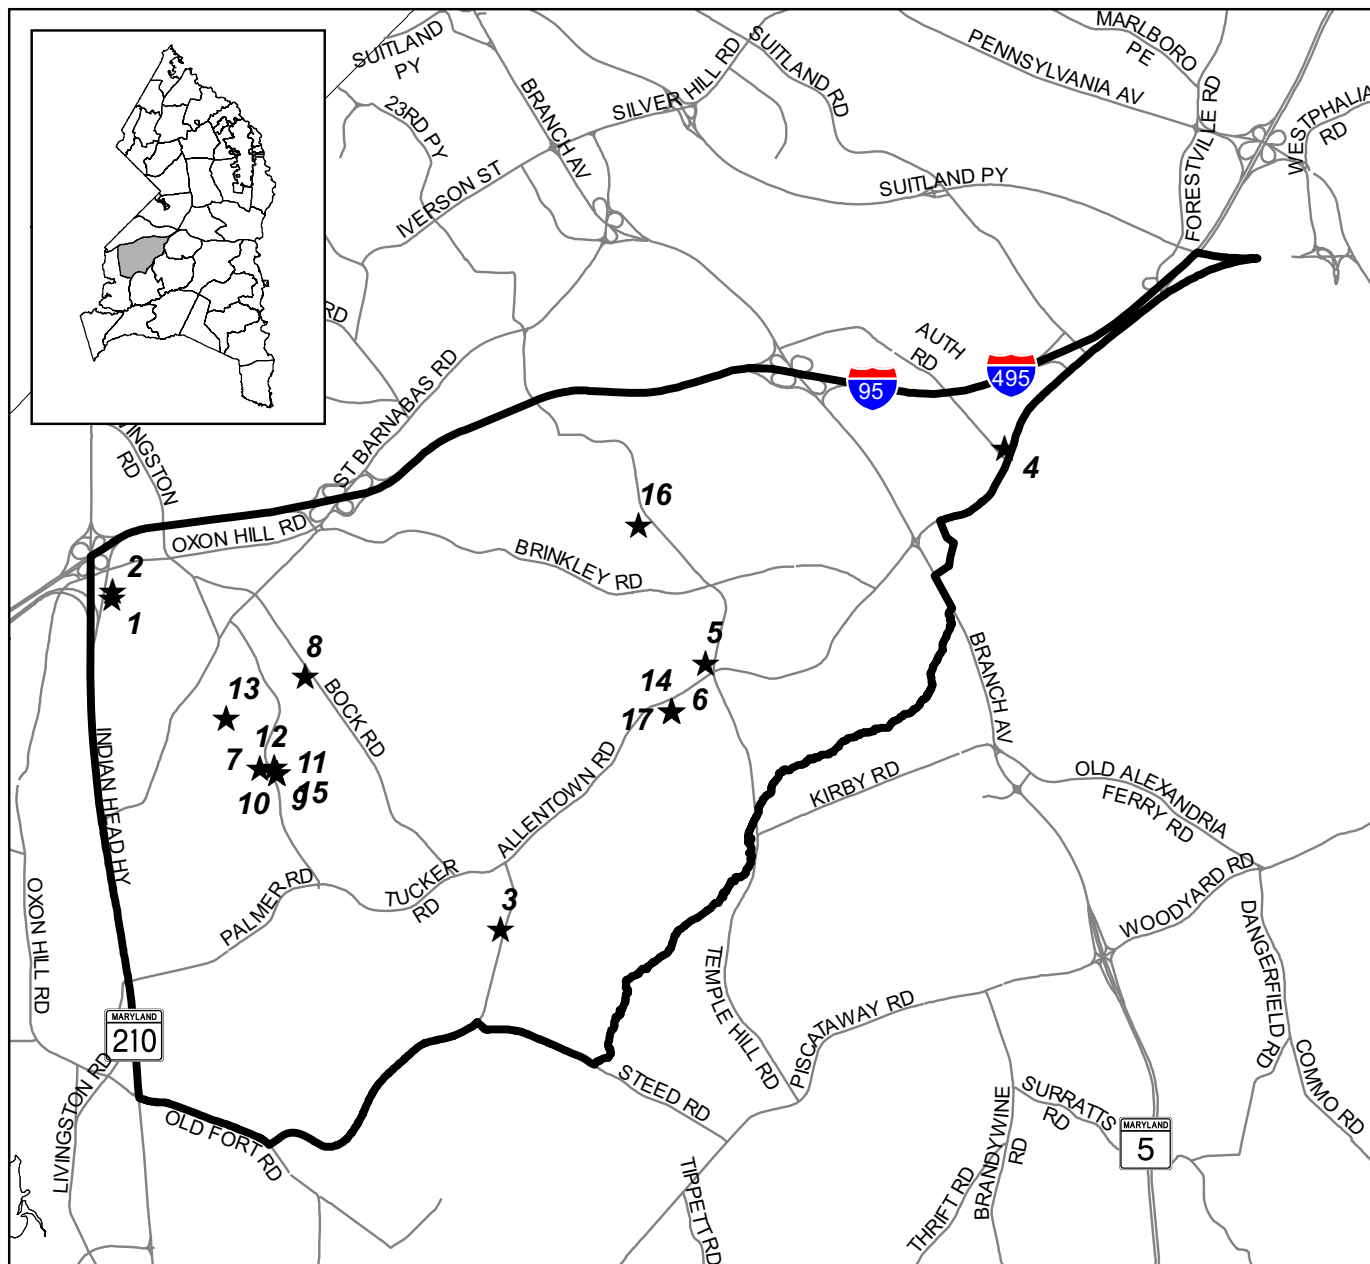 MARLBORO
PE
SUITLAND
PY
SUITLAND RD
PENNSYLVANIA AV
SILVER HILL RD
BRANCH AV
23RD PY
FORESTVILLE RD
WESTPHALIA
RD
IVERSON ST
SUITLAND PY
RD
AUTH
RD
95
495
ST BARNABAS RD
RD
4
16
OXON HILL RD
BRINKLEY RD
2
1
8
5
13
14
6
17
BOCK RD
BRANCH AV
12
7
11
10
9
15
INDIAN HEAD HY
ALLENTOWN RD
KIRBY RD
OLD ALEXANDRIA
FERRY RD
OXON HILL RD
PALMER RD
TUCKER
RD
3
WOODYARD RD
DANGERFIELD RD
TEMPLE HILL RD
PISCATAWAY RD
MARYLAND
210
LIVINGSTON RD
STEED RD
SURRATTS
RD
COMMO RD
OLD FORT RD
MARYLAND
5
BRANDYWINE
RD
THRIFT RD
TIPPETT RD